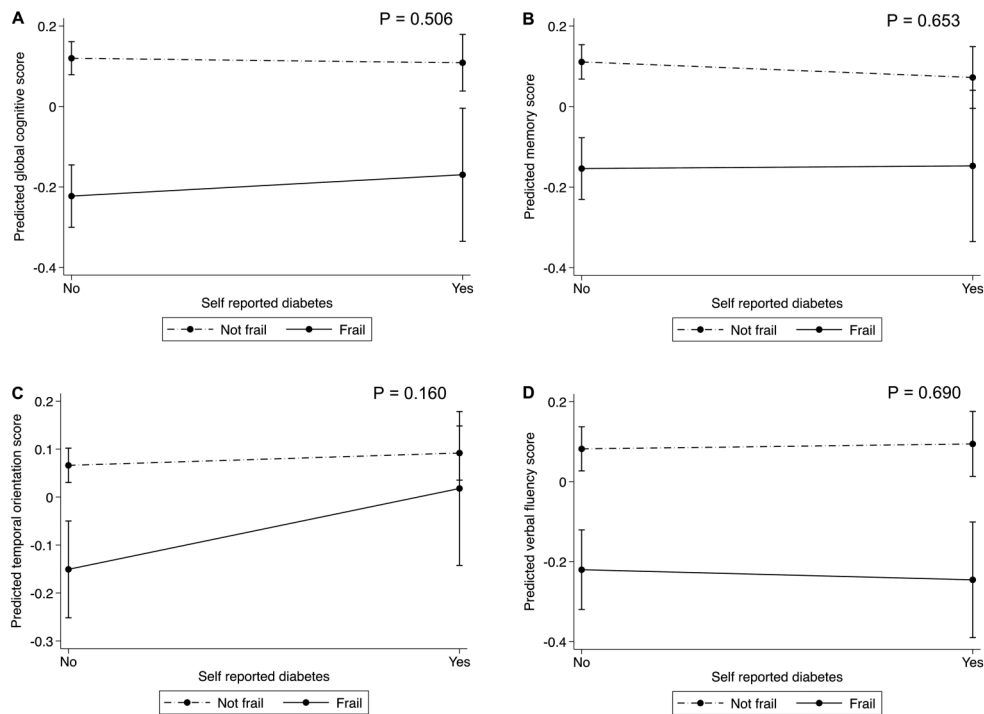 A
P = 0.506
Predicted global cognitive score
0.2
0
-0.2
-0.4
No
Yes
Self reported diabetes
Not frail
Frail
B
P = 0.653
Predicted memory score
0.2
0
-0.2
-0.4
No
Yes
Self reported diabetes
Not frail
Frail
C
P = 0.160
Predicted temporal orientation score
0.2
0.1
0
-0.1
-0.2
-0.3
No
Yes
Self reported diabetes
Not frail
Frail
D
P = 0.690
Predicted verbal fluency score
0.2
0
-0.2
-0.4
No
Yes
Self reported diabetes
Not frail
Frail